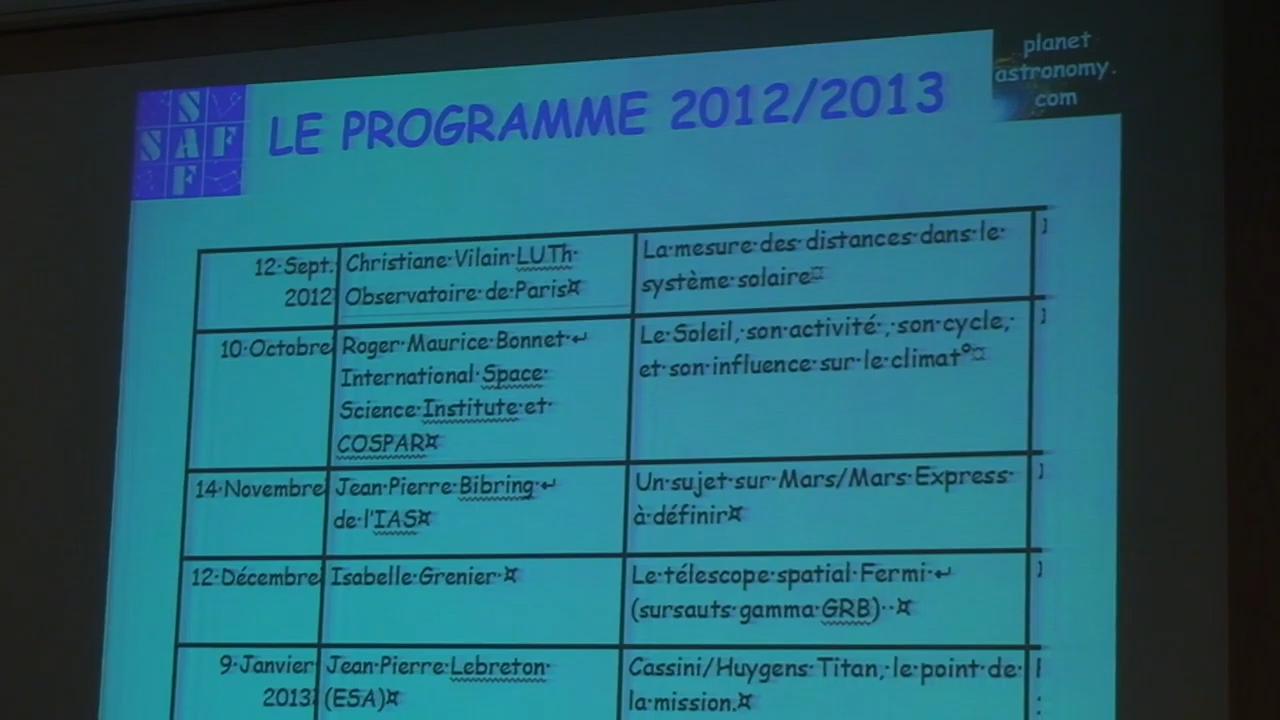 planet
astronomy.
com
S
SAF
F
LE PROGRAMME 2012/2013
12 Sept.
2012
Christiane Vilain LUTh
Observatoire de Paris
La mesure des distances dans le
système solaire
10 Octobre
Roger Maurice Bonnet
International Space
Science Institute et
COSPAR
Le Soleil, son activité , son cycle,
et son influence sur le climat°
14 Novembre
Jean Pierre Bibring
de l'IAS
Un sujet sur Mars/Mars Express
à définir
12 Décembre
Isabelle Grenier
Le télescope spatial Fermi
(sursauts gamma GRB)
9 Janvier
2013
Jean Pierre Lebreton
(ESA)
Cassini/Huygens Titan, le point de
la mission.